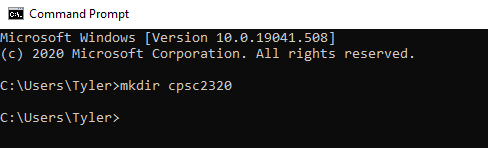 Command Prompt
Microsoft Windows [Version 10.0.19041.508]
(c) 2020 Microsoft Corporation. All rights reserved.
C:\Users\Tyler>mkdir cpsc2320
C:\Users\Tyler>